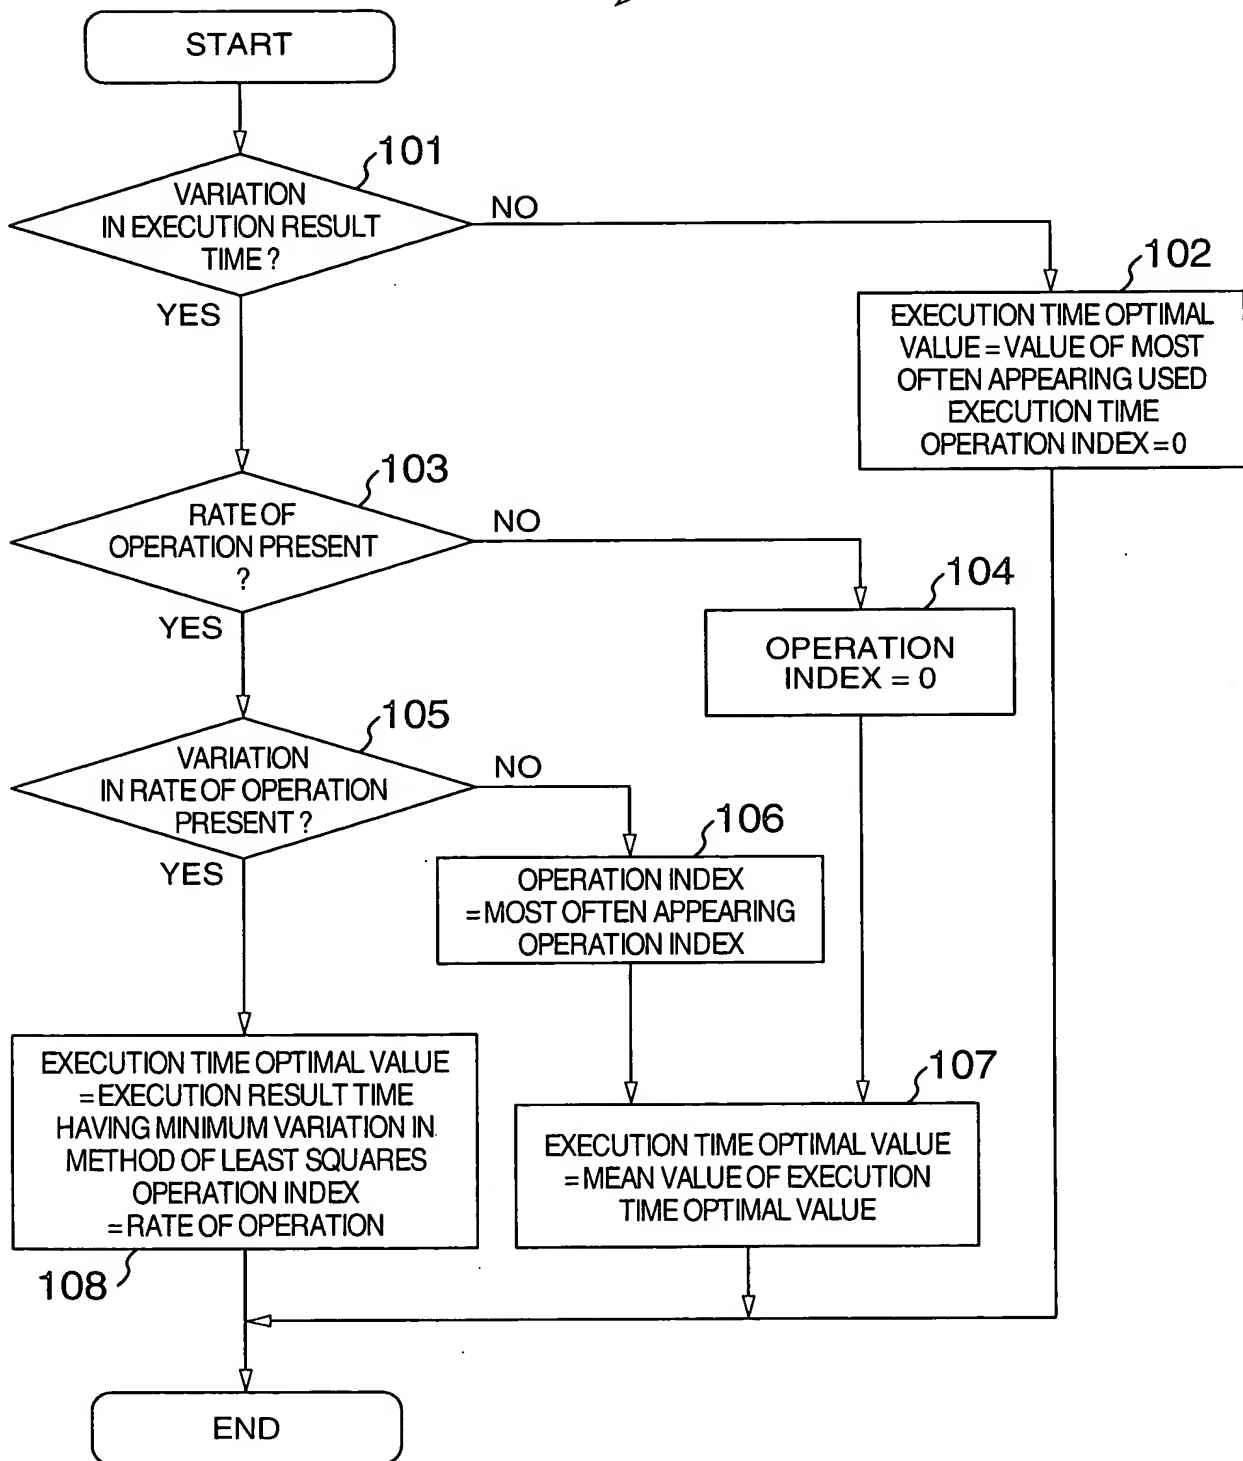 START
101
VARIATION
IN EXECUTION RESULT
TIME ?
NO
YES
102
EXECUTION TIME OPTIMAL
VALUE = VALUE OF MOST
OFTEN APPEARING USED
EXECUTION TIME
OPERATION INDEX = 0
103
RATE OF
OPERATION PRESENT
?
NO
YES
104
OPERATION
INDEX = 0
105
VARIATION
IN RATE OF OPERATION
PRESENT ?
NO
YES
106
OPERATION INDEX
= MOST OFTEN APPEARING
OPERATION INDEX
EXECUTION TIME OPTIMAL VALUE
= EXECUTION RESULT TIME
HAVING MINIMUM VARIATION IN
METHOD OF LEAST SQUARES
OPERATION INDEX
= RATE OF OPERATION
108
107
EXECUTION TIME OPTIMAL VALUE
= MEAN VALUE OF EXECUTION
TIME OPTIMAL VALUE
END